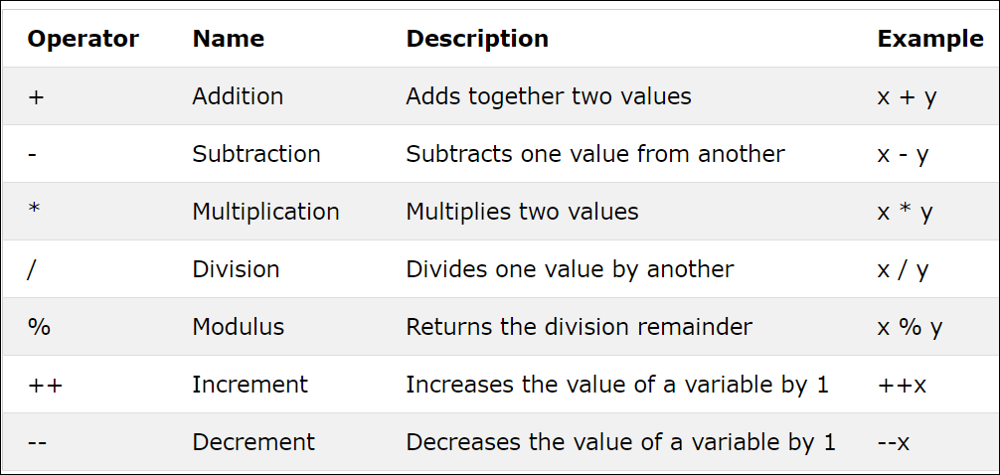 Operator Name Description Example
+ Addition Adds together two values x + y
- Subtraction Subtracts one value from another x - y
* Multiplication Multiplies two values x * y
/ Division Divides one value by another x / y
% Modulus Returns the division remainder x % y
++ Increment Increases the value of a variable by 1 ++x
-- Decrement Decreases the value of a variable by 1 --x